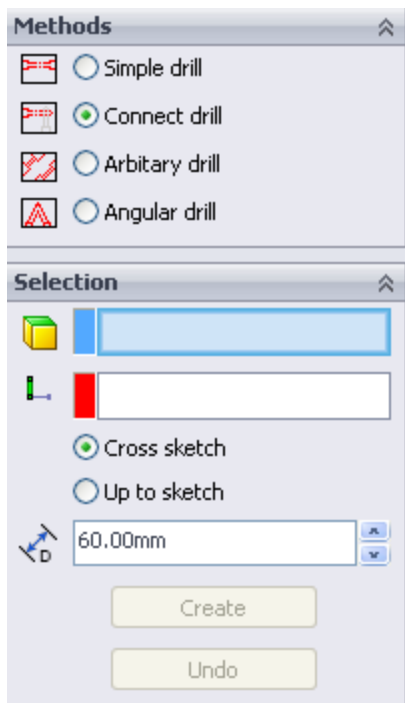 Methods
Simple drill
Connect drill
Arbitary drill
Angular drill
Selection
Cross sketch
Up to sketch
D
60.00mm
Create
Undo